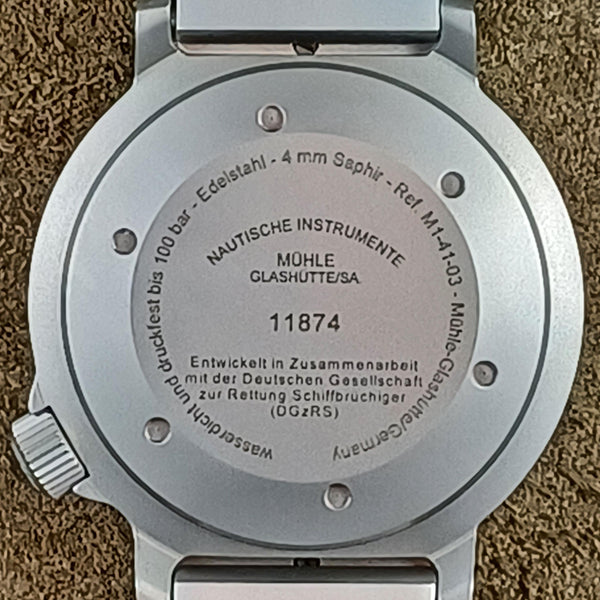 Wasserdicht und druckfest bis 100 bar - Edelstahl - 4 mm Saphir - Ref. M1-41-03 - Mühle-Glashütte/Germany
NAUTISCHE INSTRUMENTE
MÜHLE
GLASHÜTTE/SA.
11874
Entwickelt in Zusammenarbeit
mit der Deutschen Gesellschaft
zur Rettung Schiffbrüchiger
(DGzRS)